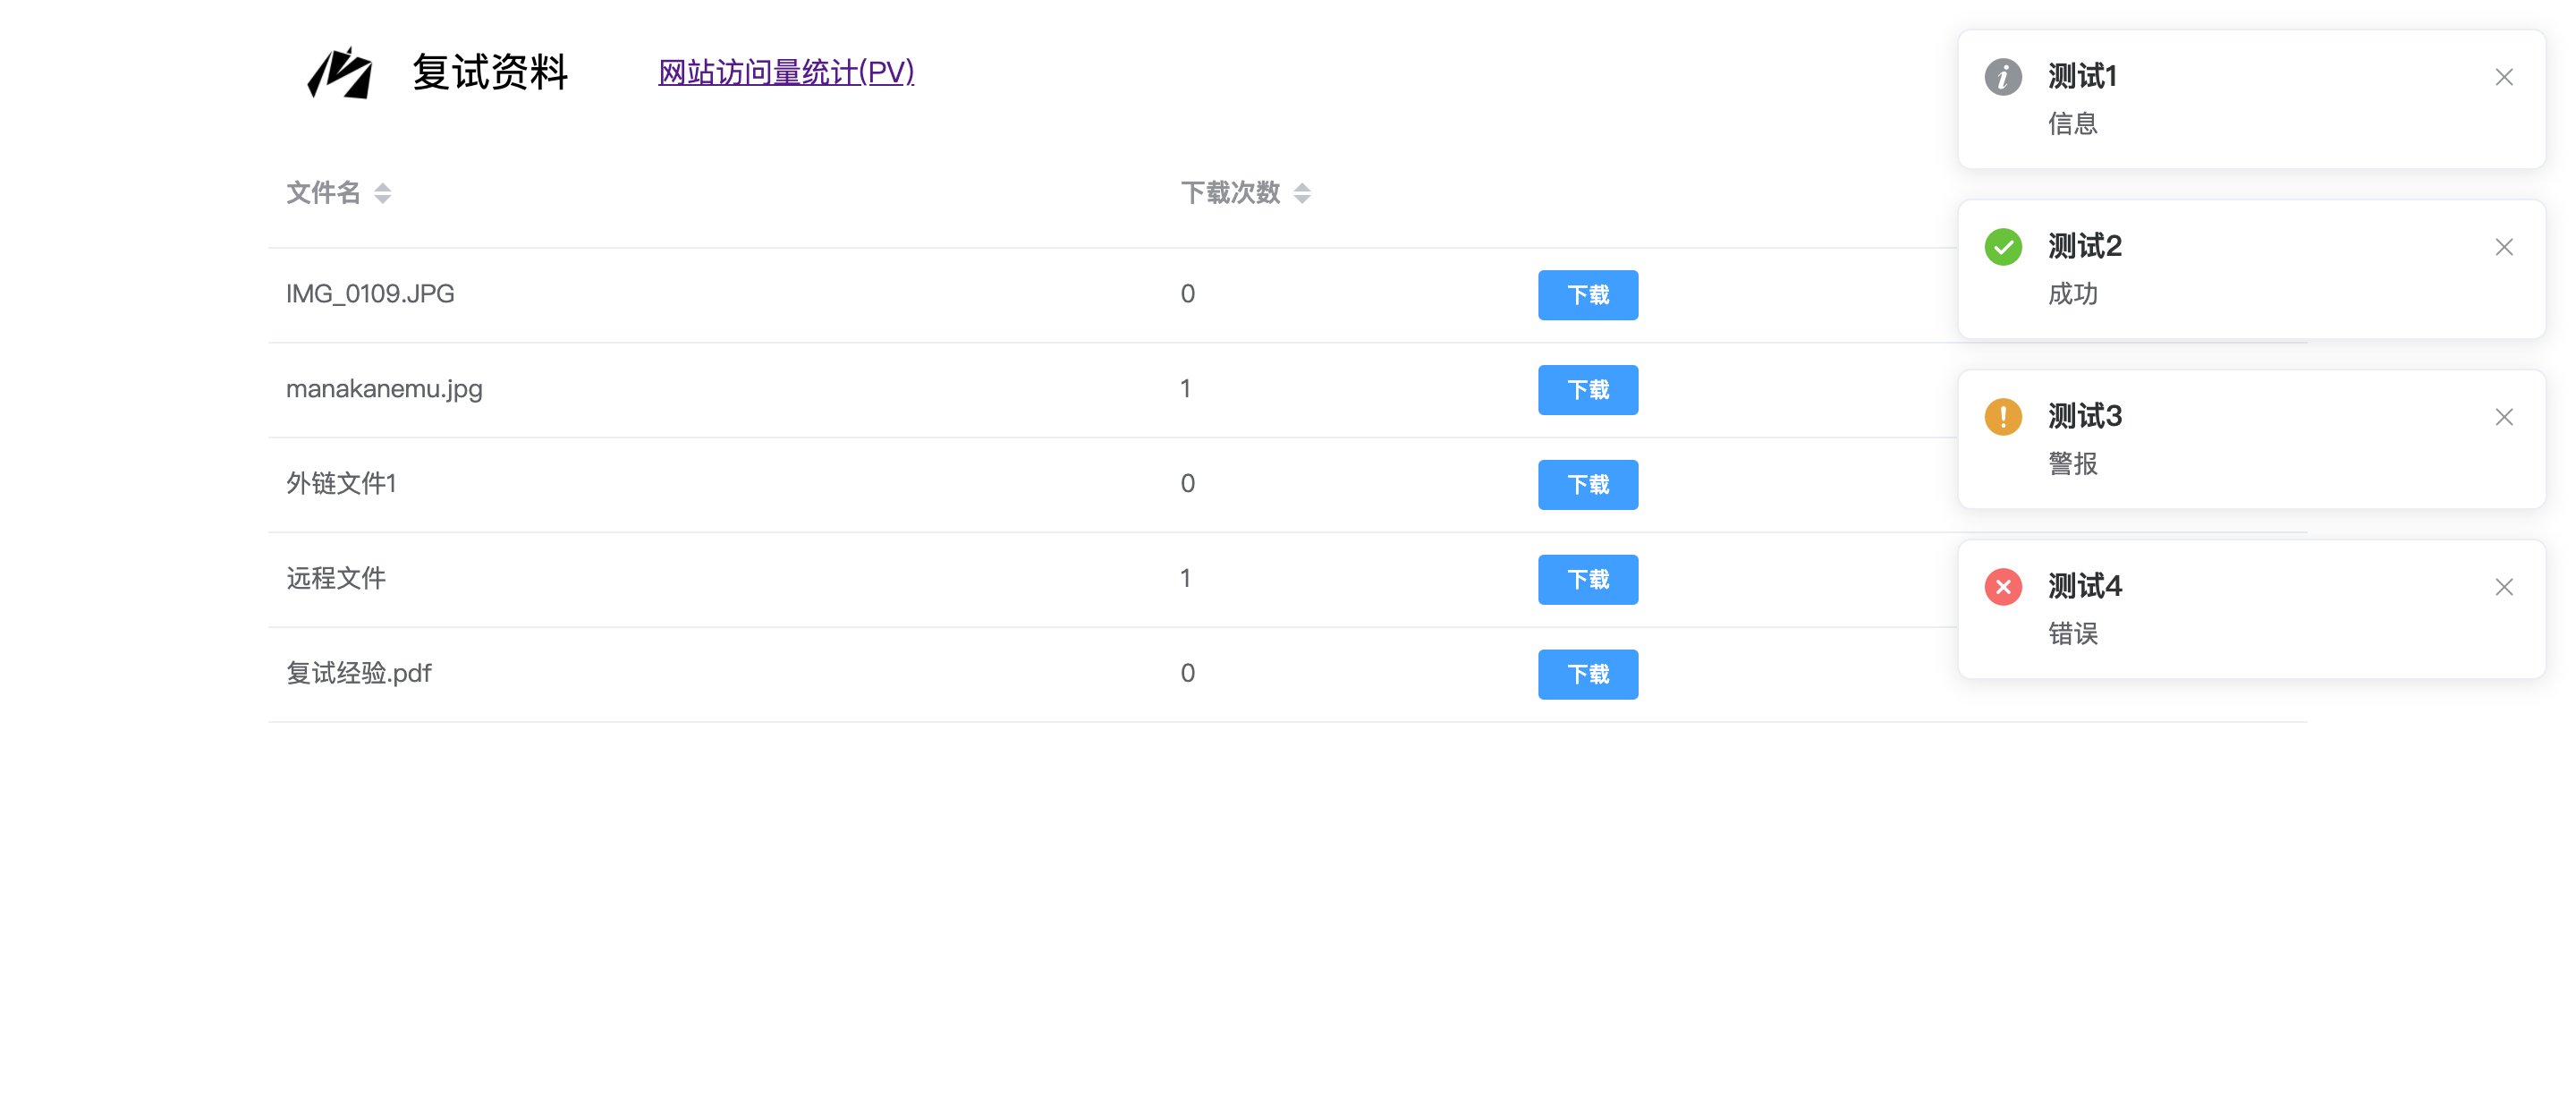 复试资料 网站访问量统计(PV)
文件名 下载次数
IMG_0109.JPG 0 下载
manakanemu.jpg 1 下载
外链文件1 0 下载
远程文件 1 下载
复试经验.pdf 0 下载
测试1
信息
测试2
成功
测试3
警报
测试4
错误